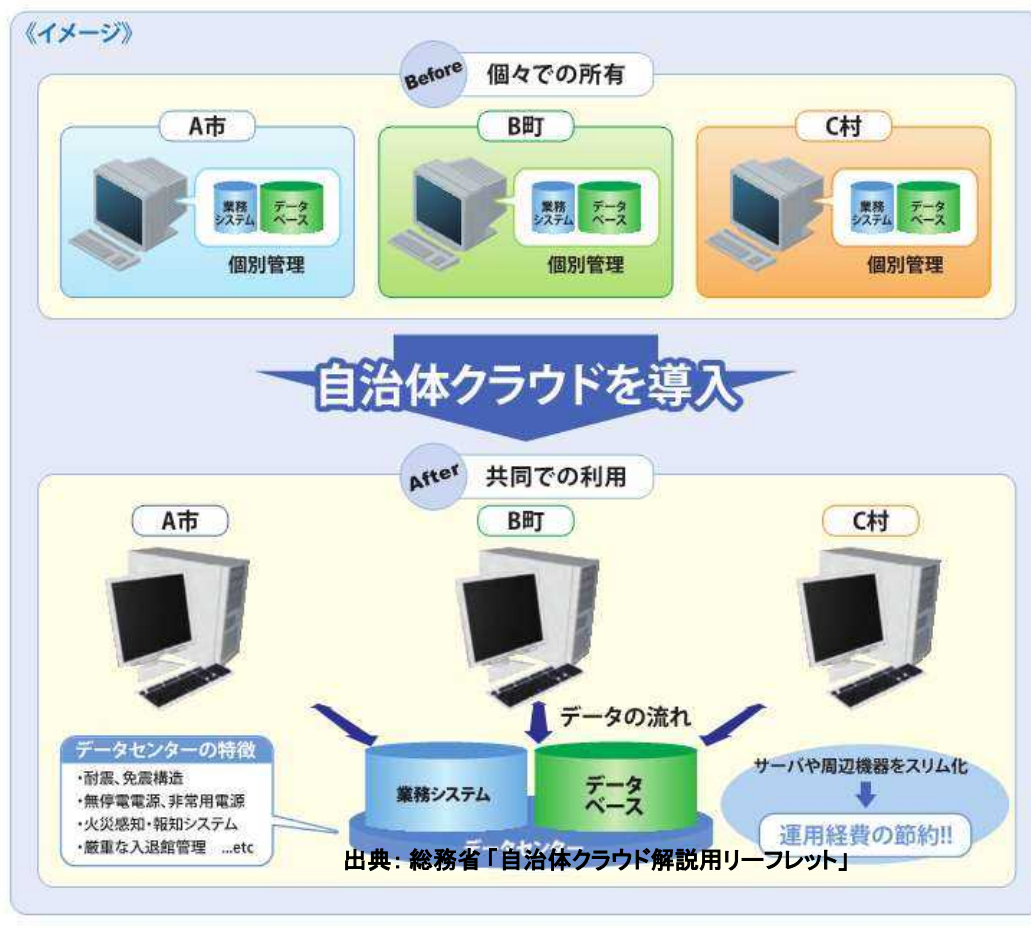 《イメージ》
Before 個々での所有
A市
B町
C村
業務
システム
データ
ベース
個別管理
業務
システム
データ
ベース
個別管理
業務
システム
データ
ベース
個別管理
自治体クラウドを導入
After 共同での利用
A市
B町
C村
データの流れ
データセンターの特徴
・耐震、免震構造
・無停電電源、非常用電源
・火災感知・報知システム
・厳重な入退館管理 ...etc
業務システム
データ
ベース
データセンター
サーバや周辺機器をスリム化
運用経費の節約!!
出典: 総務省「自治体クラウド解説用リーフレット」